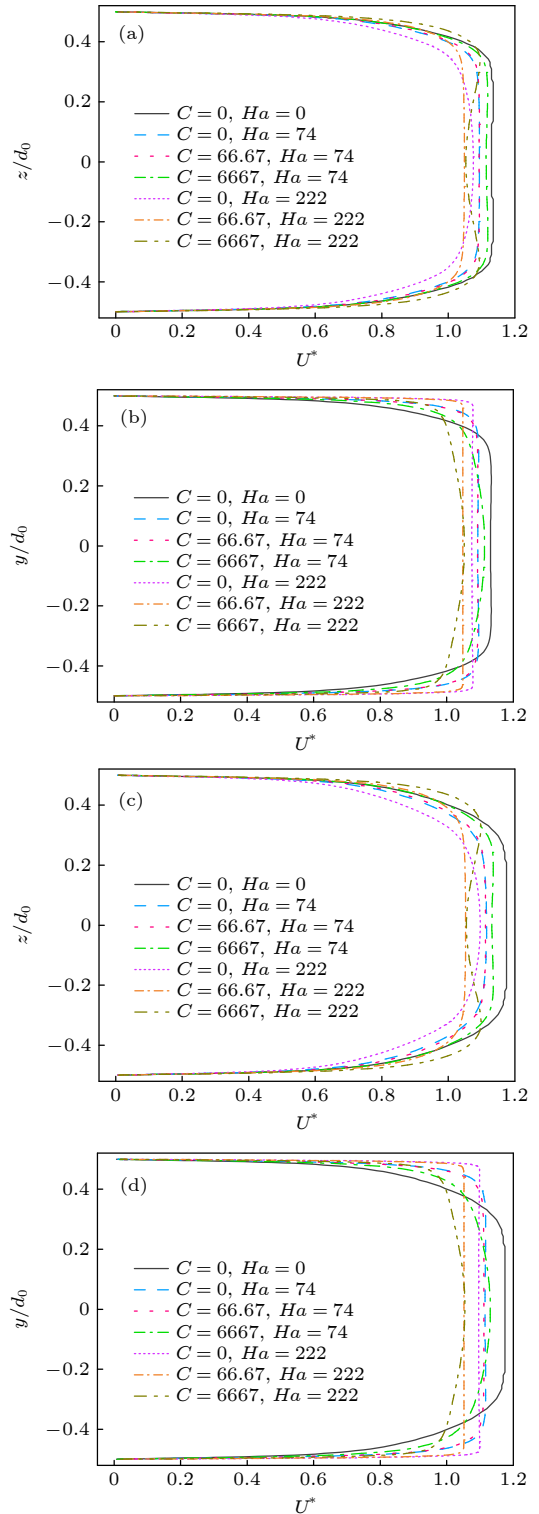 (a)
0.4
0.2
0
−0.2
−0.4
z/d₀
C = 0, Ha = 0
C = 0, Ha = 74
C = 66.67, Ha = 74
C = 6667, Ha = 74
C = 0, Ha = 222
C = 66.67, Ha = 222
C = 6667, Ha = 222
0 0.2 0.4 0.6 0.8 1.0 1.2
U*
(b)
0.4
0.2
0
−0.2
−0.4
y/d₀
C = 0, Ha = 0
C = 0, Ha = 74
C = 66.67, Ha = 74
C = 6667, Ha = 74
C = 0, Ha = 222
C = 66.67, Ha = 222
C = 6667, Ha = 222
0 0.2 0.4 0.6 0.8 1.0 1.2
U*
(c)
0.4
0.2
0
−0.2
−0.4
z/d₀
C = 0, Ha = 0
C = 0, Ha = 74
C = 66.67, Ha = 74
C = 6667, Ha = 74
C = 0, Ha = 222
C = 66.67, Ha = 222
C = 6667, Ha = 222
0 0.2 0.4 0.6 0.8 1.0 1.2
U*
(d)
0.4
0.2
0
−0.2
−0.4
y/d₀
C = 0, Ha = 0
C = 0, Ha = 74
C = 66.67, Ha = 74
C = 6667, Ha = 74
C = 0, Ha = 222
C = 66.67, Ha = 222
C = 6667, Ha = 222
0 0.2 0.4 0.6 0.8 1.0 1.2
U*